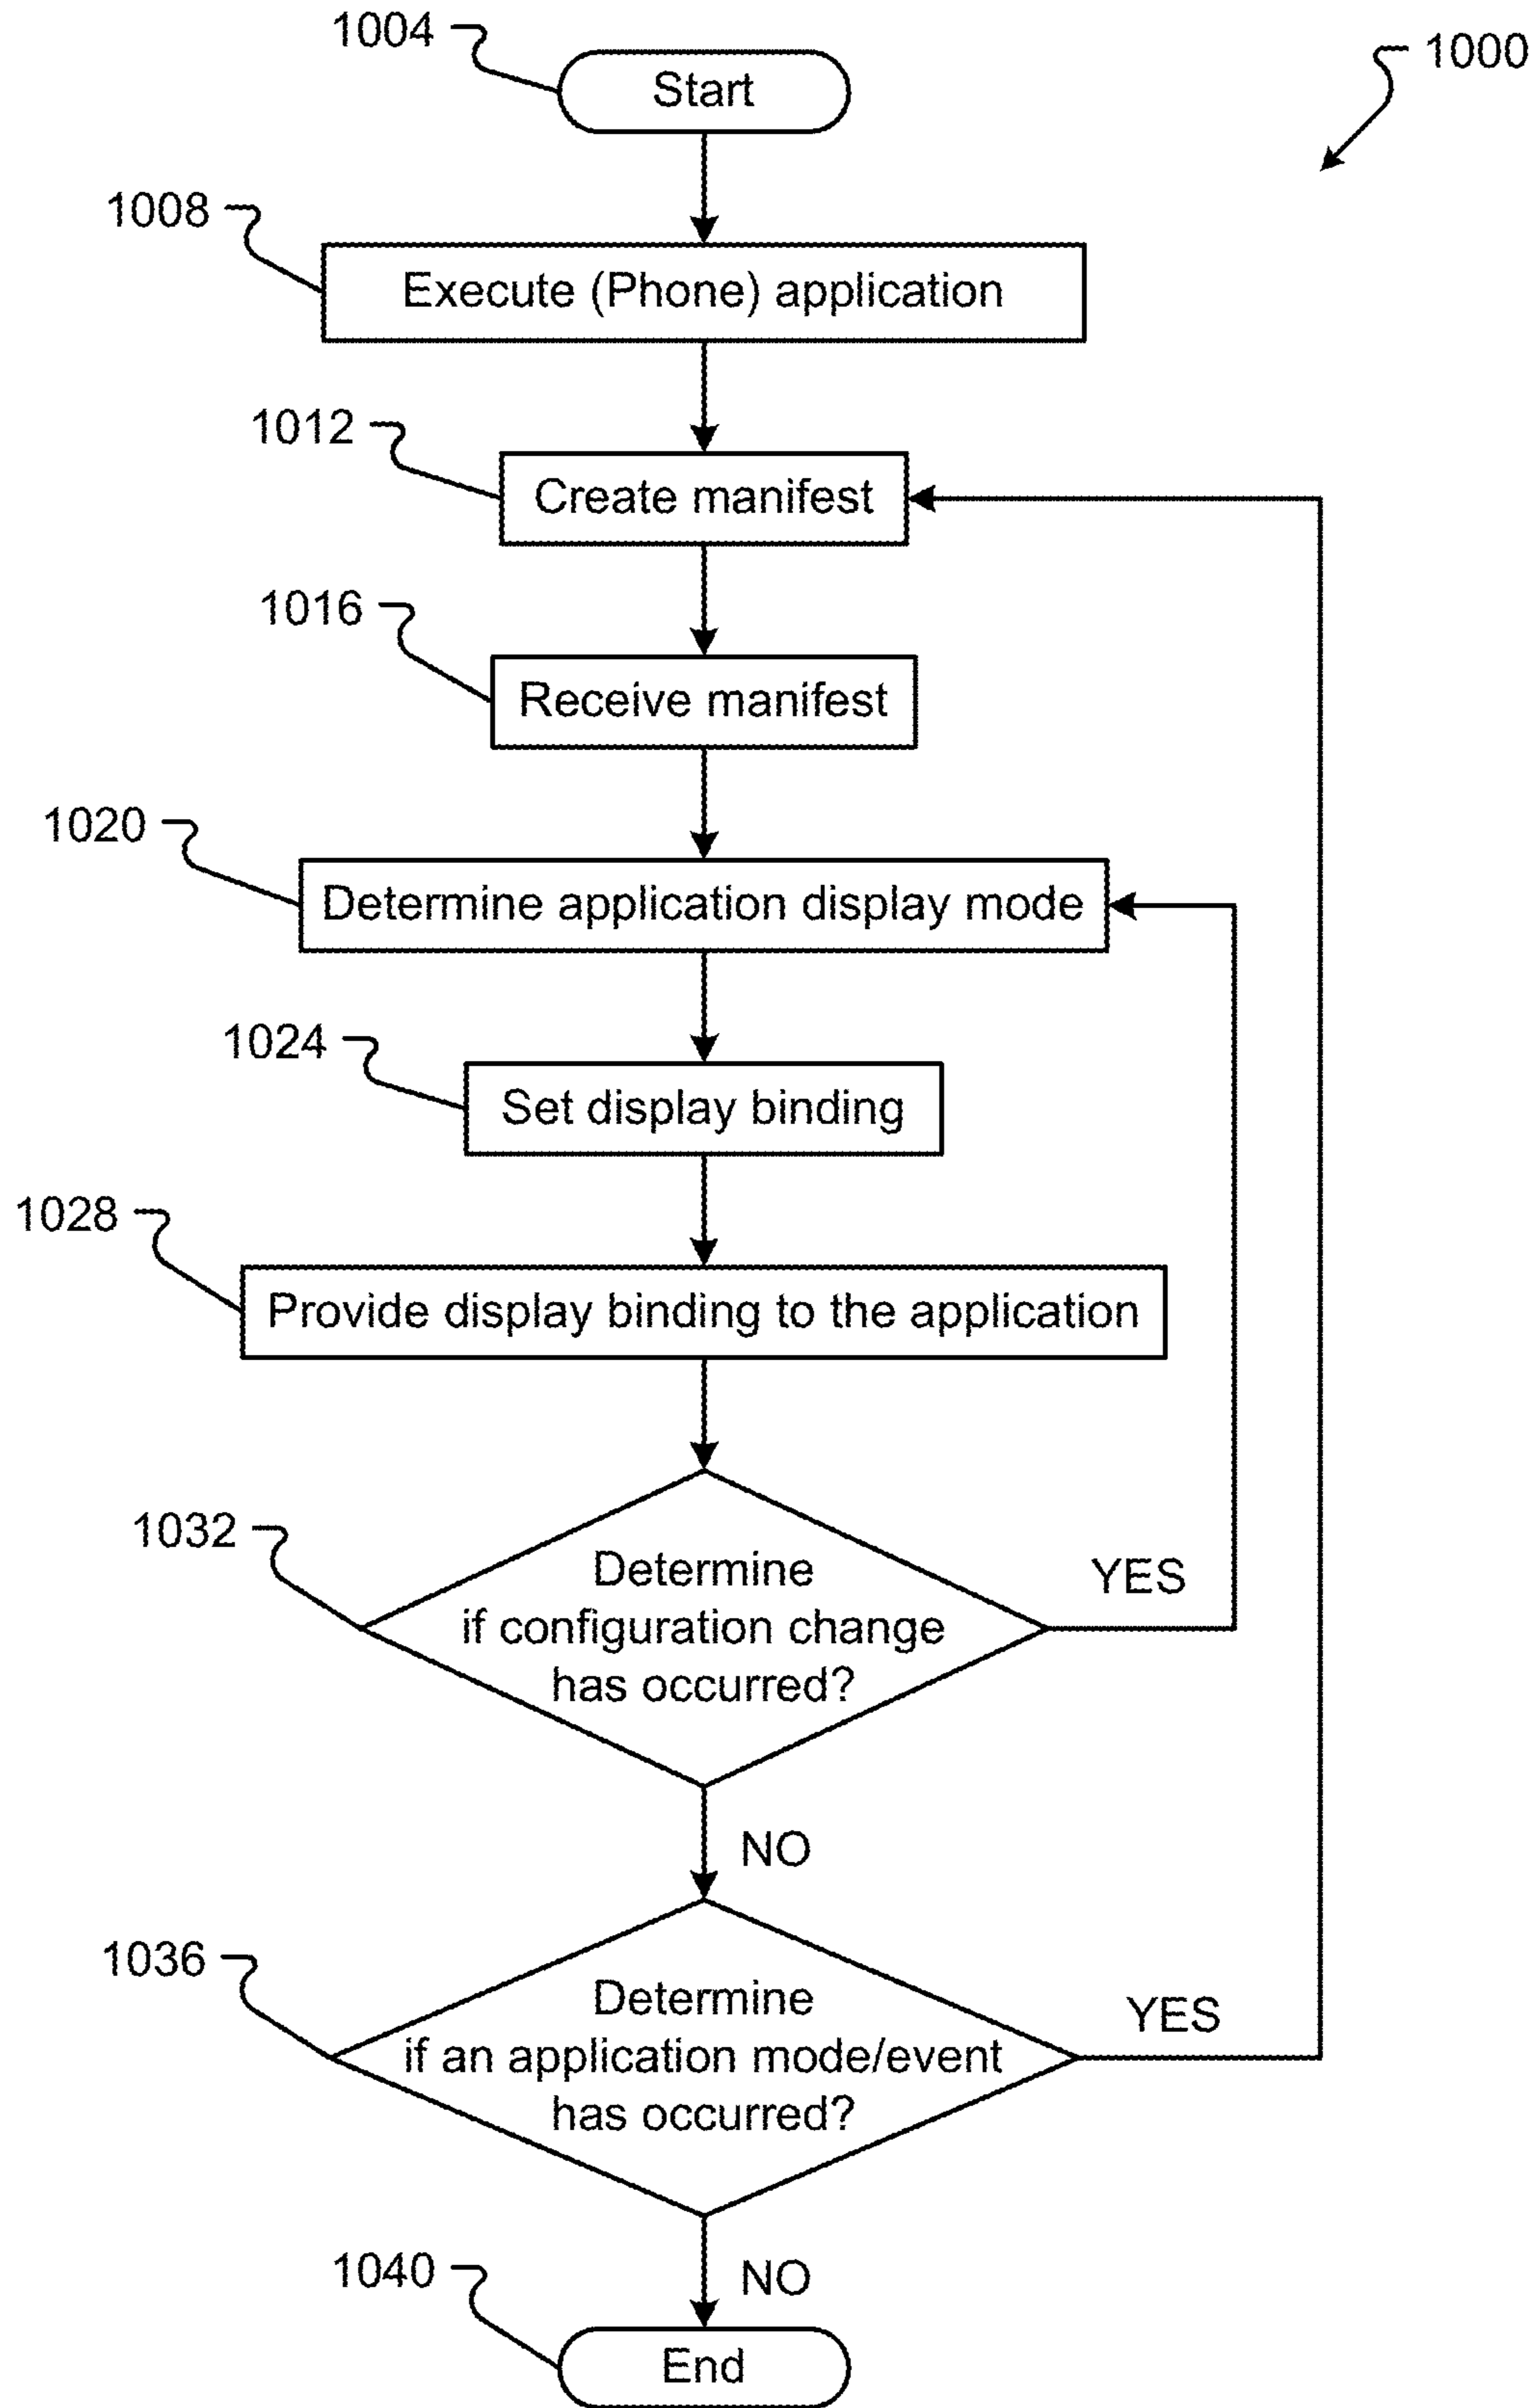 1004
Start
1000
1008
Execute (Phone) application
1012
Create manifest
1016
Receive manifest
1020
Determine application display mode
1024
Set display binding
1028
Provide display binding to the application
1032
Determine
if configuration change
has occurred?
YES
NO
1036
Determine
if an application mode/event
has occurred?
YES
NO
1040
End